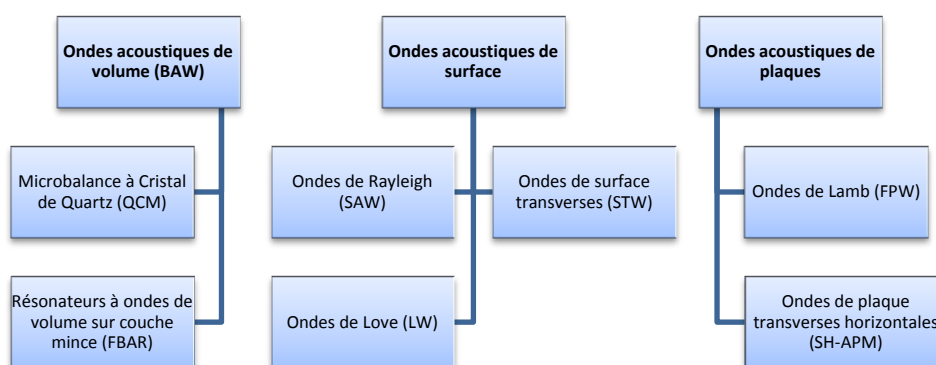 Ondes acoustiques de
volume (BAW)
Microbalance à Cristal
de Quartz (QCM)
Résonateurs à ondes de
volume sur couche
mince (FBAR)
Ondes acoustiques de
surface
Ondes de Rayleigh
(SAW)
Ondes de surface
transverses (STW)
Ondes de Love (LW)
Ondes acoustiques de
plaques
Ondes de Lamb (FPW)
Ondes de plaque
transverses horizontales
(SH-APM)